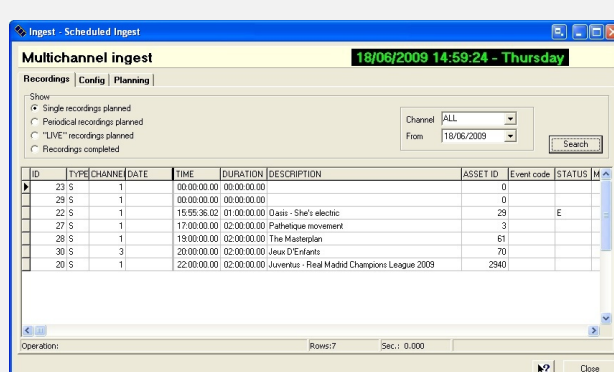 Ingest - Scheduled Ingest
Multichannel ingest
18/06/2009 14:59:24 - Thursday
Recordings Config Planning
Show
Single recordings planned
Periodical recordings planned
"LIVE" recordings planned
Recordings completed
Channel ALL
From 18/06/2009
Search
ID TYPE CHANNEL DATE TIME DURATION DESCRIPTION ASSET ID Event code STATUS M
23 S 1 00:00:00.00 00:00:00.00 0
29 S 1 00:00:00.00 00:00:00.00 0
22 S 1 15:55:36.02 01:00:00.00 Oasis - She's electric 29 E
27 S 1 17:00:00.00 02:00:00.00 Pathetique movement 3
28 S 1 19:00:00.00 02:00:00.00 The Masterplan 61
30 S 3 20:00:00.00 02:00:00.00 Jeux D'Enfants 70
20 S 1 22:00:00.00 02:00:00.00 Juventus - Real Madrid Champions League 2009 2940
Operation: Rows:7 Sec.: 0.000
? Close